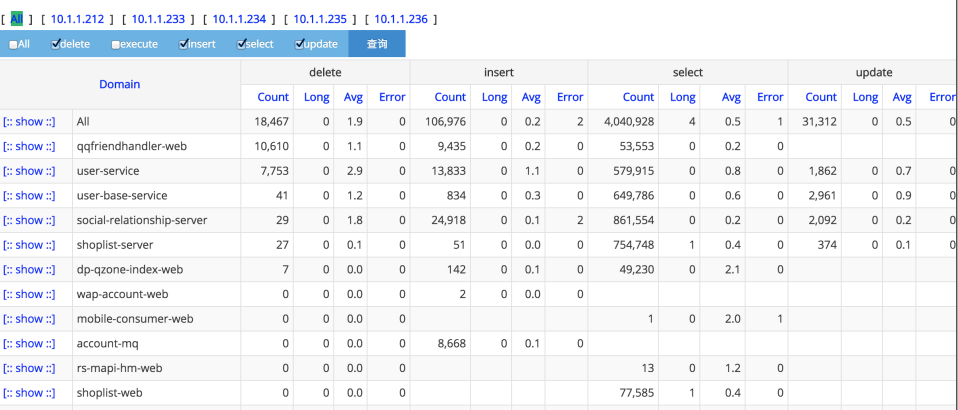 [ All ] [ 10.1.1.212 ] [ 10.1.1.233 ] [ 10.1.1.234 ] [ 10.1.1.235 ] [ 10.1.1.236 ]
All delete execute insert select update 查询
Domain delete insert select update
Count Long Avg Error Count Long Avg Error Count Long Avg Error Count Long Avg Error
[:: show ::] All 18,467 0 1.9 0 106,976 0 0.2 2 4,040,928 4 0.5 1 31,312 0 0.5 0
[:: show ::] qqfriendhandler-web 10,610 0 1.1 0 9,435 0 0.2 0 53,553 0 0.2 0
[:: show ::] user-service 7,753 0 2.9 0 13,833 0 1.1 0 579,915 0 0.8 0 1,862 0 0.7 0
[:: show ::] user-base-service 41 0 1.2 0 834 0 0.3 0 649,786 0 0.6 0 2,961 0 0.9 0
[:: show ::] social-relationship-server 29 0 1.8 0 24,918 0 0.1 2 861,554 0 0.2 0 2,092 0 0.2 0
[:: show ::] shoplist-server 27 0 0.1 0 51 0 0.0 0 754,748 1 0.4 0 374 0 0.1 0
[:: show ::] dp-qzone-index-web 7 0 0.0 0 142 0 0.1 0 49,230 0 2.1 0
[:: show ::] wap-account-web 0 0 0.0 0 2 0 0.0 0
[:: show ::] mobile-consumer-web 0 0 0.0 0 1 0 2.0 1
[:: show ::] account-mq 0 0 0.0 0 8,668 0 0.1 0
[:: show ::] rs-mapi-hm-web 0 0 0.0 0 13 0 1.2 0
[:: show ::] shoplist-web 0 0 0.0 0 77,585 1 0.4 0